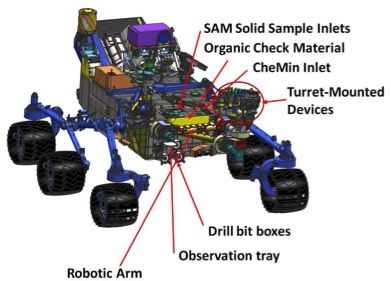 SAM Solid Sample Inlets
Organic Check Material
CheMin Inlet
Turret-Mounted
Devices
Drill bit boxes
Observation tray
Robotic Arm